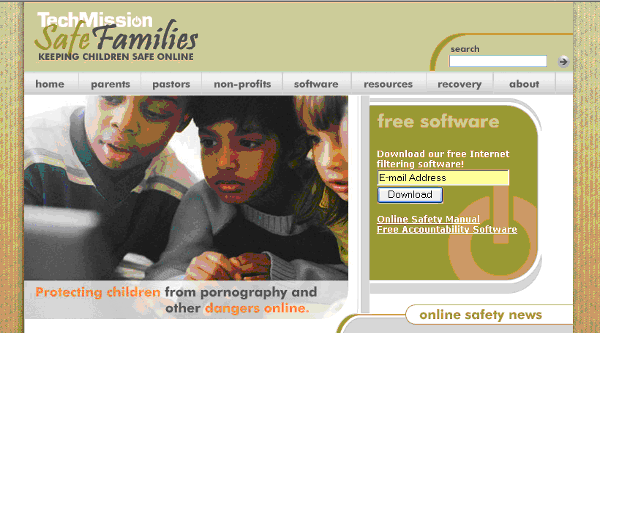 TechMission
Safe Families
KEEPING CHILDREN SAFE ONLINE
search
home parents pastors non-profits software resources recovery about
free software
Download our free Internet
filtering software!
E-mail Address
Download
Online Safety Manual
Free Accountability Software
Protecting children from pornography and
other dangers online.
online safety news